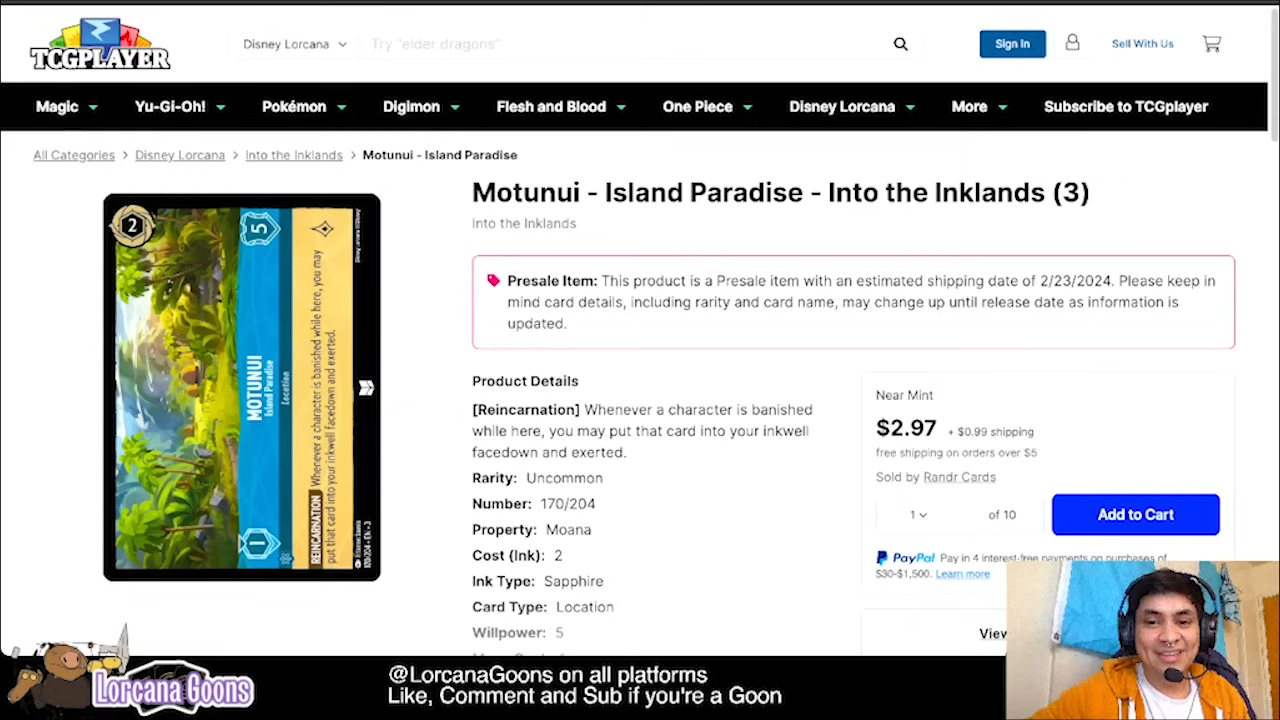 TCGPLAYER
Disney Lorcana
Try "elder dragons"
Sign In
Sell With Us
Magic
Yu-Gi-Oh!
Pokémon
Digimon
Flesh and Blood
One Piece
Disney Lorcana
More
Subscribe to TCGplayer
All Categories > Disney Lorcana > Into the Inklands > Motunui - Island Paradise
2
5
1
MOTUNUI
Island Paradise
Location
REINCARNATION Whenever a character is banished while here, you may
put that card into your inkwell facedown and exerted.
170/204 • EN • 3
Motunui - Island Paradise - Into the Inklands (3)
Into the Inklands
Presale Item: This product is a Presale item with an estimated shipping date of 2/23/2024. Please keep in
mind card details, including rarity and card name, may change up until release date as information is
updated.
Product Details
[Reincarnation] Whenever a character is banished
while here, you may put that card into your inkwell
facedown and exerted.
Rarity: Uncommon
Number: 170/204
Property: Moana
Cost (Ink): 2
Ink Type: Sapphire
Card Type: Location
Willpower: 5
Near Mint
$2.97 + $0.99 shipping
free shipping on orders over $5
Sold by Randr Cards
1
of 10
Add to Cart
PayPal Pay in 4 interest-free payments on purchases of
$30-$1,500. Learn more
View
Lorcana Goons
@LorcanaGoons on all platforms
Like, Comment and Sub if you're a Goon